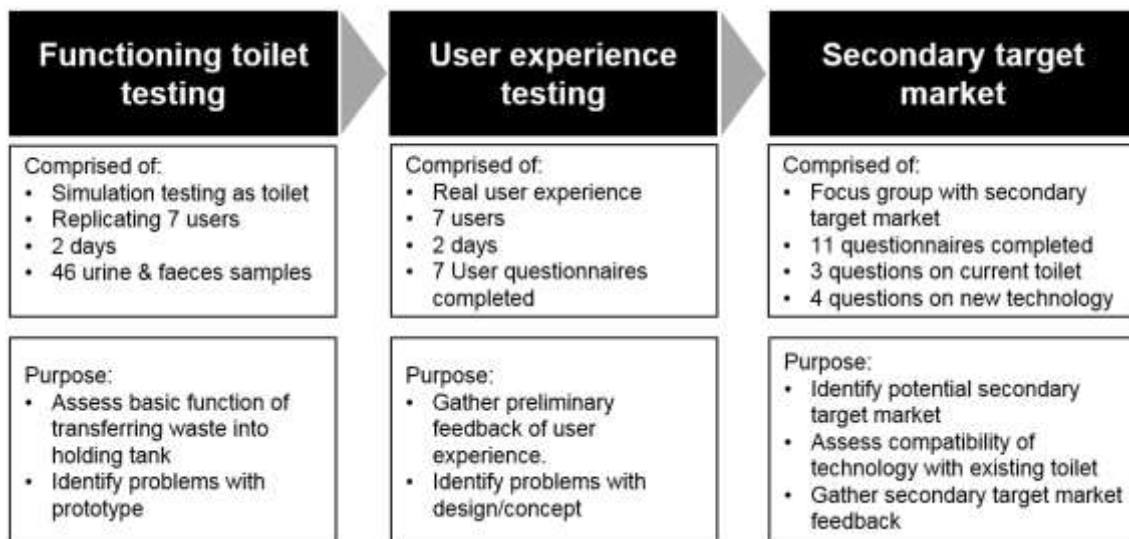 Functioning toilet
testing
User experience
testing
Secondary target
market
Comprised of:
• Simulation testing as toilet
• Replicating 7 users
• 2 days
• 46 urine & faeces samples
Comprised of:
• Real user experience
• 7 users
• 2 days
• 7 User questionnaires
completed
Comprised of:
• Focus group with secondary
target market
• 11 questionnaires completed
• 3 questions on current toilet
• 4 questions on new technology
Purpose:
• Assess basic function of
transferring waste into
holding tank
• Identify problems with
prototype
Purpose:
• Gather preliminary
feedback of user
experience.
• Identify problems with
design/concept
Purpose:
• Identify potential secondary
target market
• Assess compatibility of
technology with existing toilet
• Gather secondary target market
feedback